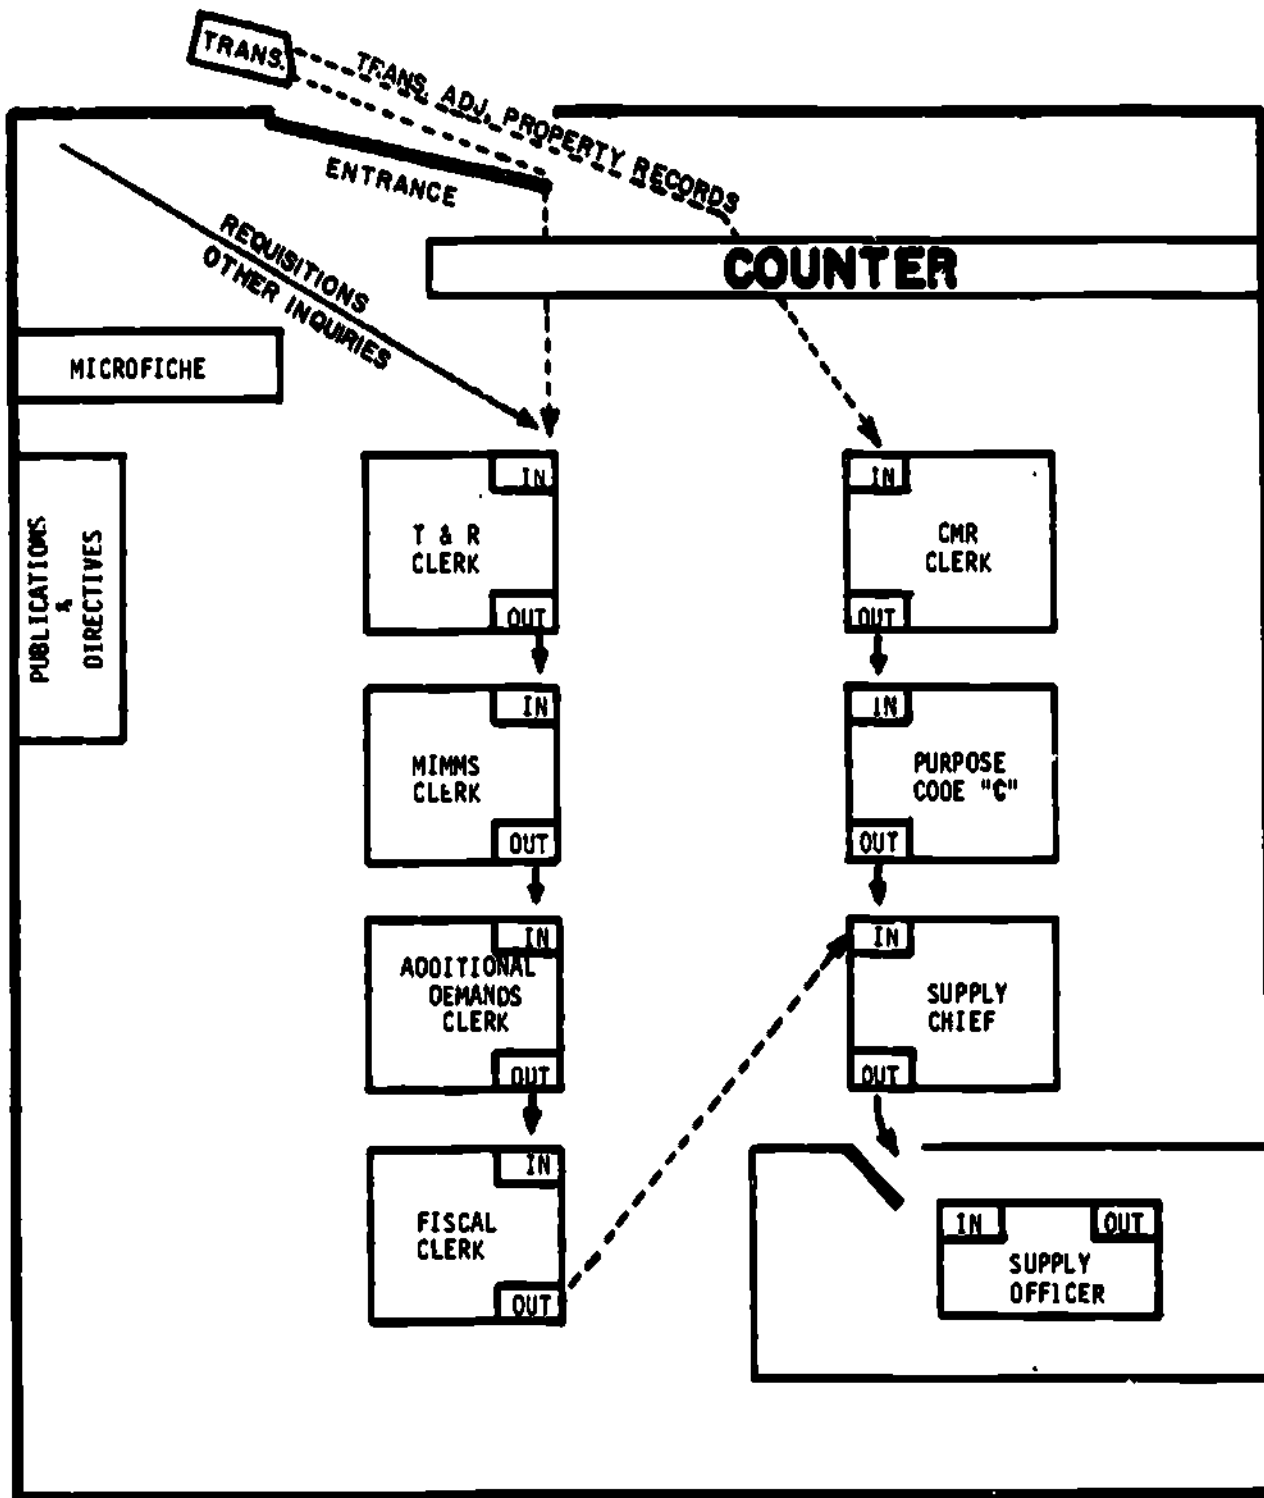 TRANS.
TRANS. ADJ. PROPERTY RECORDS
ENTRANCE
REQUISITIONS
OTHER INQUIRIES
COUNTER
MICROFICHE
PUBLICATIONS
&
DIRECTIVES
IN
T & R
CLERK
OUT
IN
CMR
CLERK
OUT
IN
MIMMS
CLERK
OUT
IN
PURPOSE
CODE "C"
OUT
IN
ADDITIONAL
DEMANDS
CLERK
OUT
IN
SUPPLY
CHIEF
OUT
IN
FISCAL
CLERK
OUT
IN
OUT
SUPPLY
OFFICER